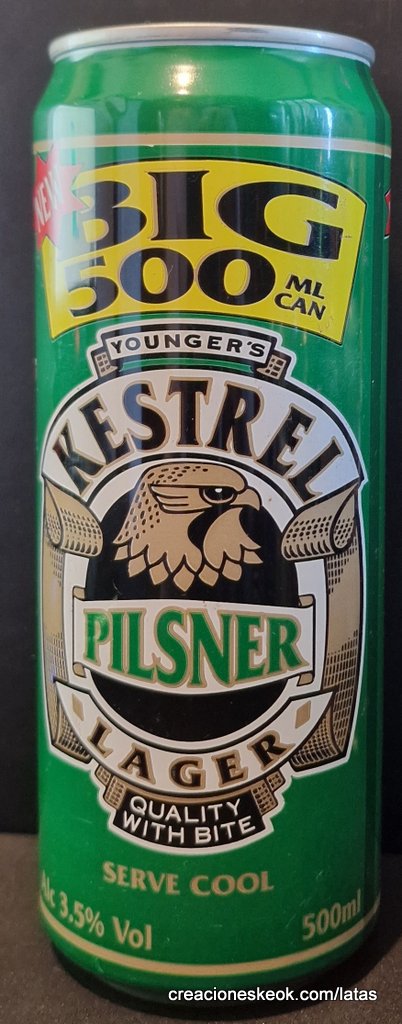 NEW
BIG
500 ML
CAN
YOUNGER'S
KESTREL
PILSNER
LAGER
QUALITY
WITH BITE
SERVE COOL
Alc 3.5% Vol
500ml
creacioneskeok.com/latas